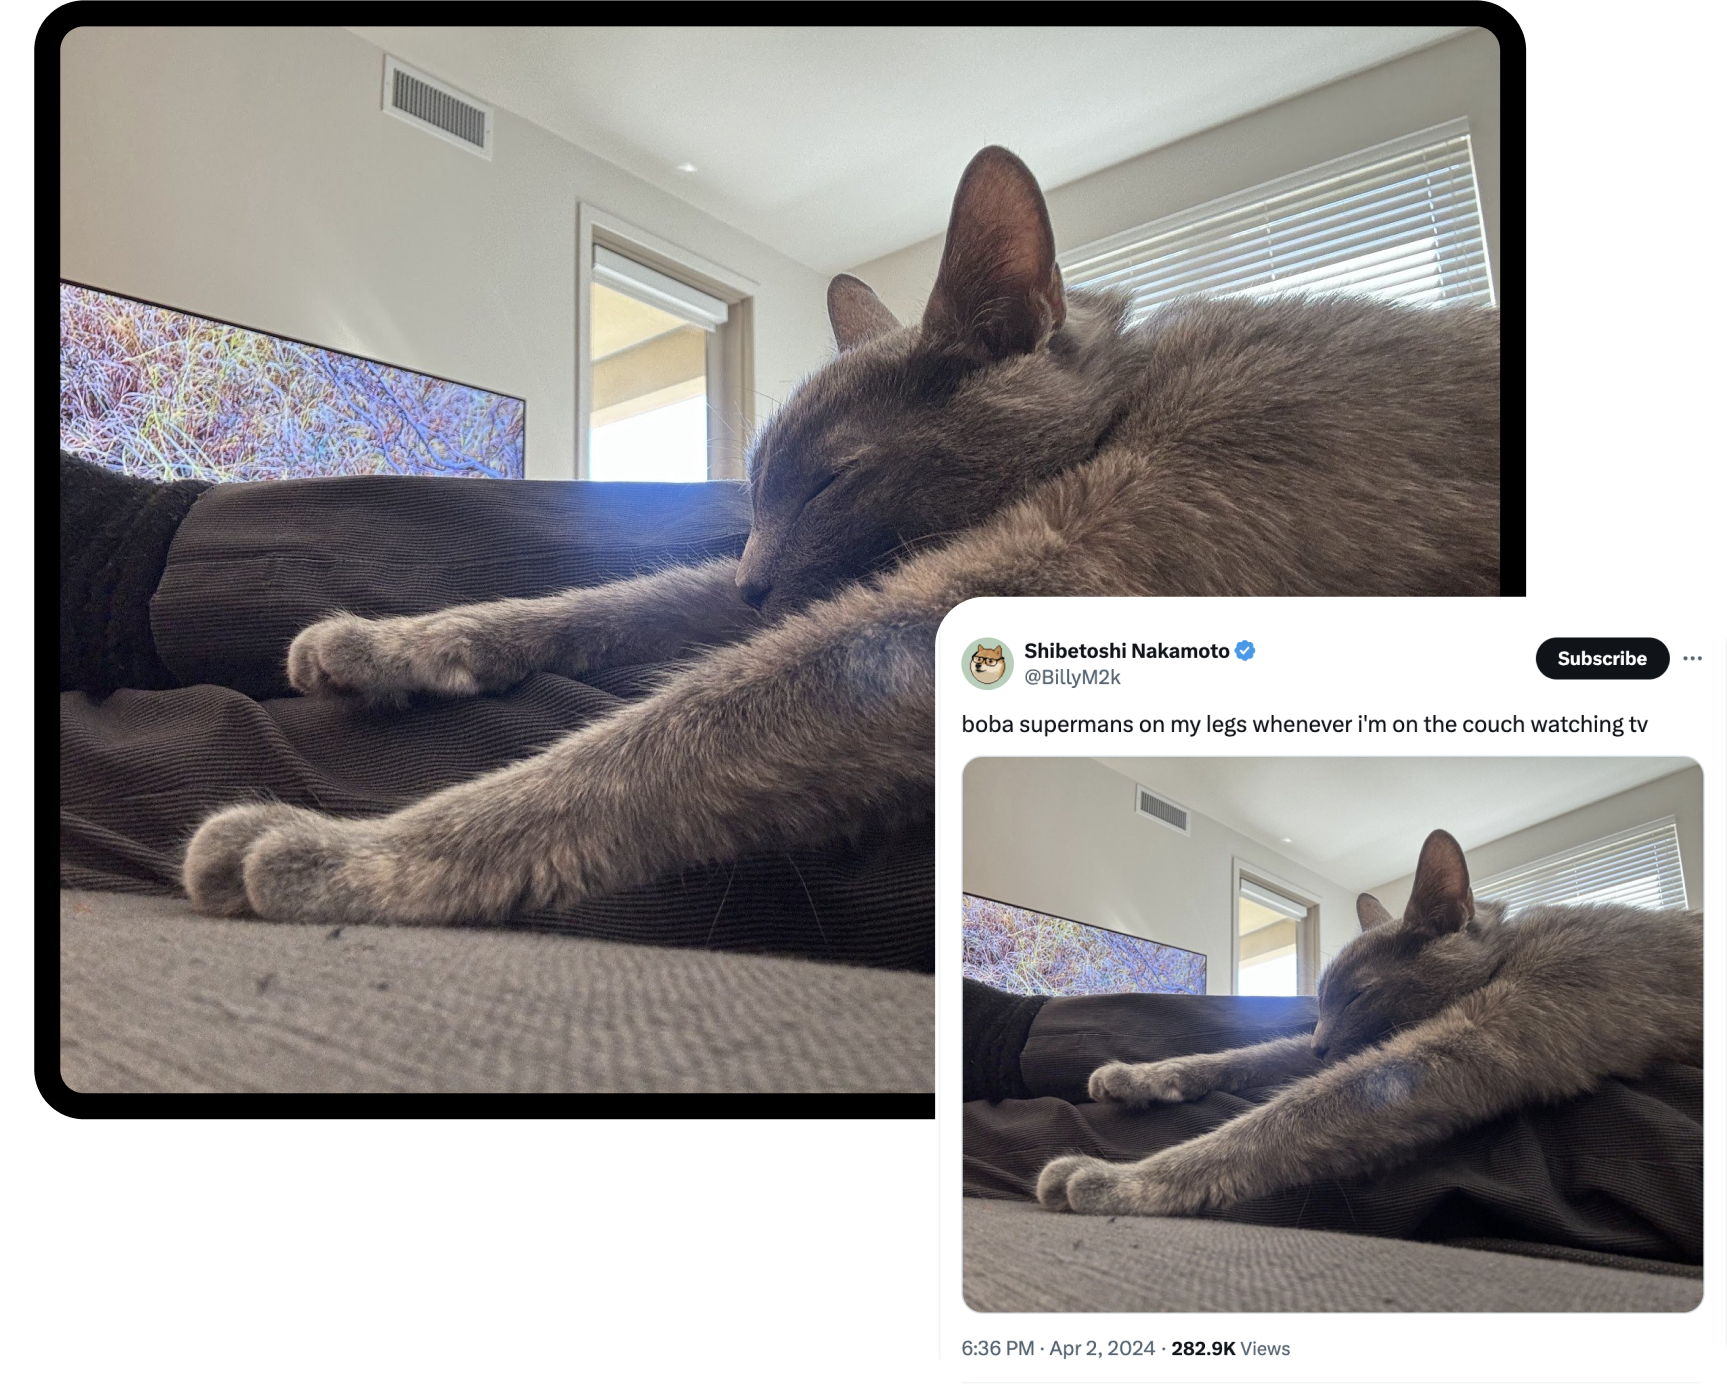 Shibetoshi Nakamoto
@BillyM2k
Subscribe
boba supermans on my legs whenever i'm on the couch watching tv
6:36 PM · Apr 2, 2024 · 282.9K Views